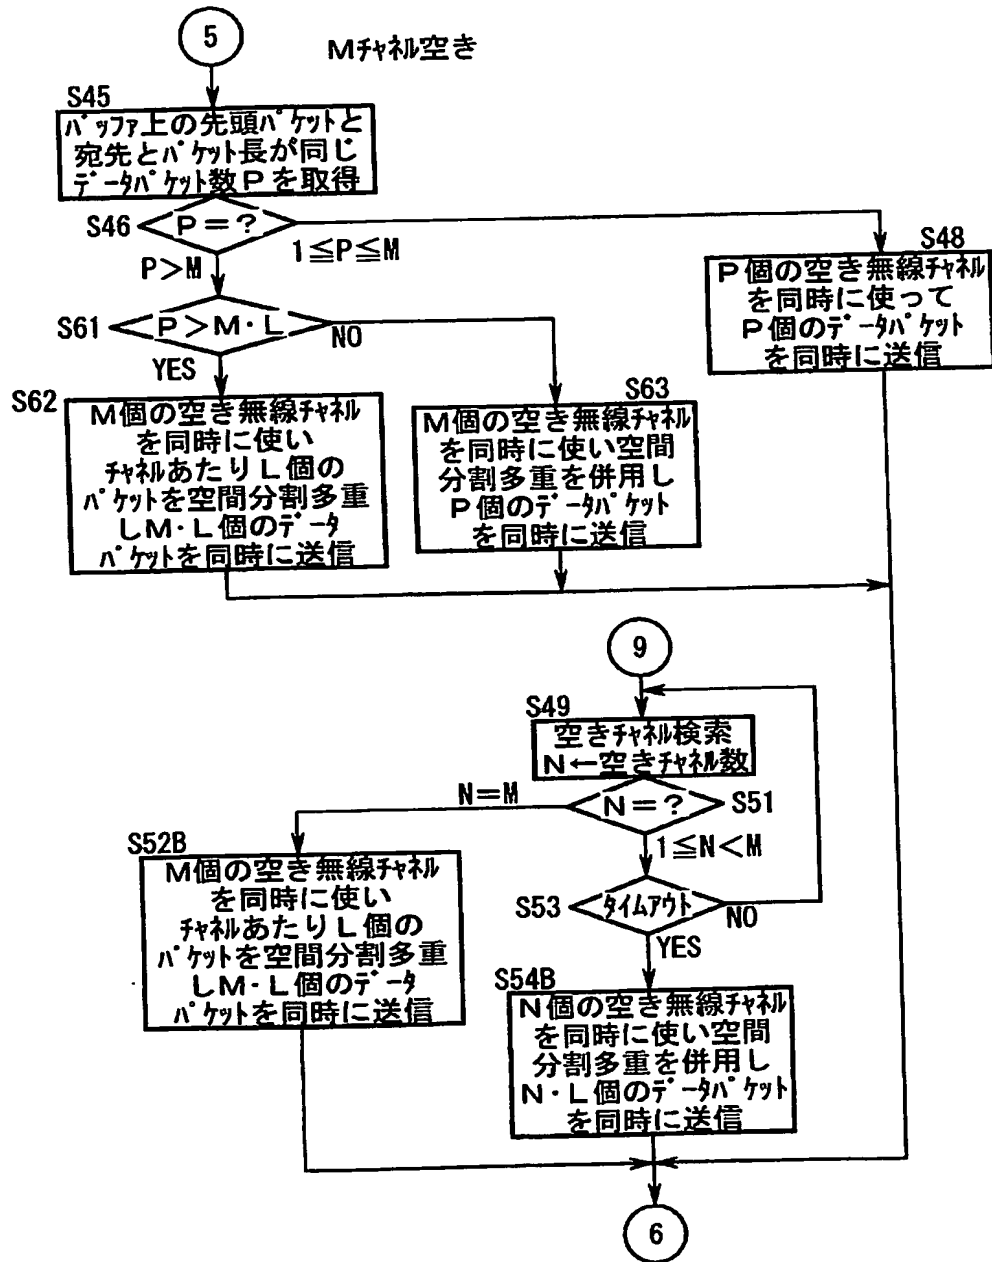 5
Mチャネル空き
S45
バッファ上の先頭パケットと
宛先とパケット長が同じ
データパケット数Pを取得
S46
P=?
1≦P≦M
P>M
S48
P個の空き無線チャネル
を同時に使って
P個のデータパケット
を同時に送信
S61
P>M・L
NO
YES
S62
M個の空き無線チャネル
を同時に使い
チャネルあたりL個の
パケットを空間分割多重
しM・L個のデータ
パケットを同時に送信
S63
M個の空き無線チャネル
を同時に使い空間
分割多重を併用し
P個のデータパケット
を同時に送信
9
S49
空きチャネル検索
N←空きチャネル数
N=M
N=?
S51
1≦N<M
S52B
M個の空き無線チャネル
を同時に使い
チャネルあたりL個の
パケットを空間分割多重
しM・L個のデータ
パケットを同時に送信
S53
タイムアウト
NO
YES
S54B
N個の空き無線チャネル
を同時に使い空間
分割多重を併用し
N・L個のデータパケット
を同時に送信
6